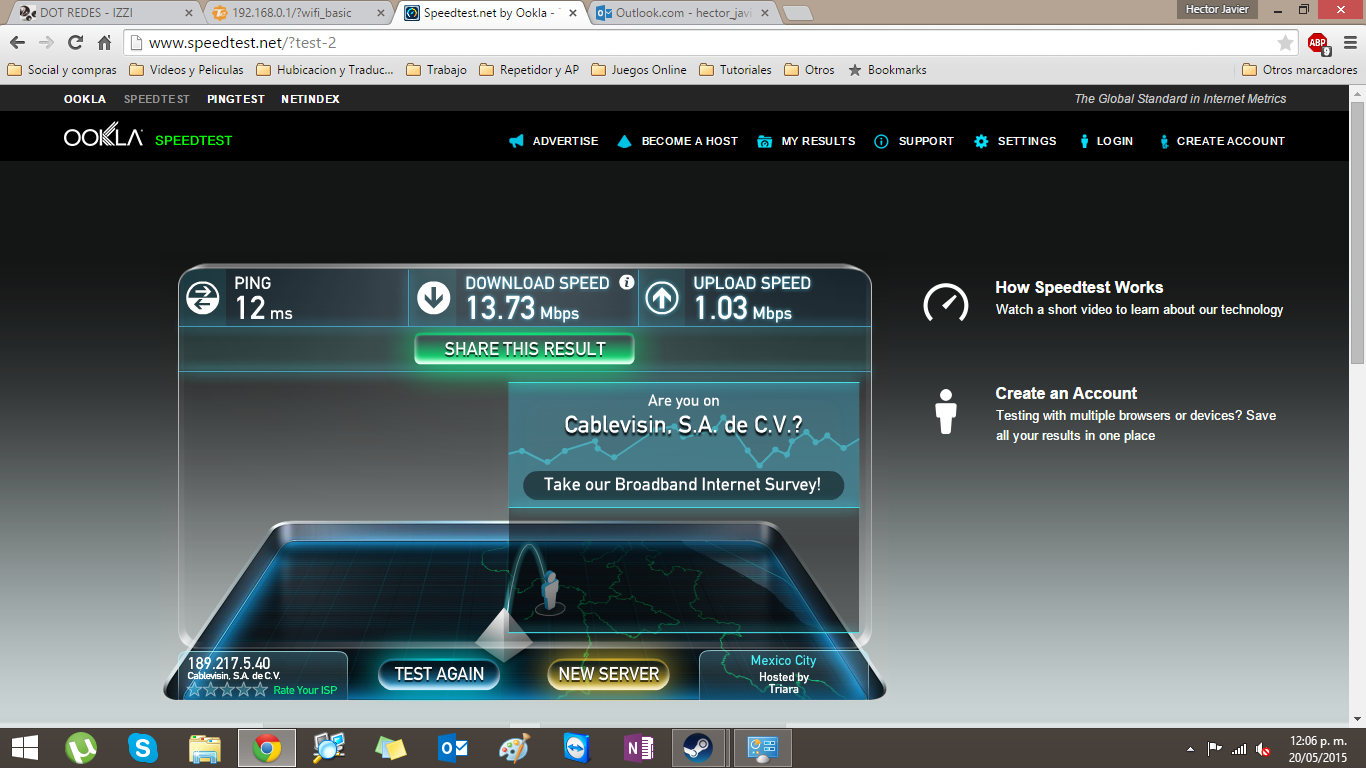 DOT REDES - IZZI
192.168.0.1/?wifi_basic
Speedtest.net by Ookla -
Outlook.com - hector_javi
Hector Javier
www.speedtest.net/?test-2
ABP
9
Social y compras
Videos y Peliculas
Hubicacion y Traduc...
Trabajo
Repetidor y AP
Juegos Online
Tutoriales
Otros
Bookmarks
Otros marcadores
OOKLA
SPEEDTEST
PINGTEST
NETINDEX
The Global Standard in Internet Metrics
OOKLA SPEEDTEST
ADVERTISE
BECOME A HOST
MY RESULTS
SUPPORT
SETTINGS
LOGIN
CREATE ACCOUNT
PING
12 ms
DOWNLOAD SPEED
13.73 Mbps
UPLOAD SPEED
1.03 Mbps
SHARE THIS RESULT
Are you on
Cablevisin, S.A. de C.V.?
Take our Broadband Internet Survey!
How Speedtest Works
Watch a short video to learn about our technology
Create an Account
Testing with multiple browsers or devices? Save
all your results in one place
189.217.5.40
Cablevisin, S.A. de C.V.
Rate Your ISP
TEST AGAIN
NEW SERVER
Mexico City
Hosted by
Triara
12:06 p. m.
20/05/2015